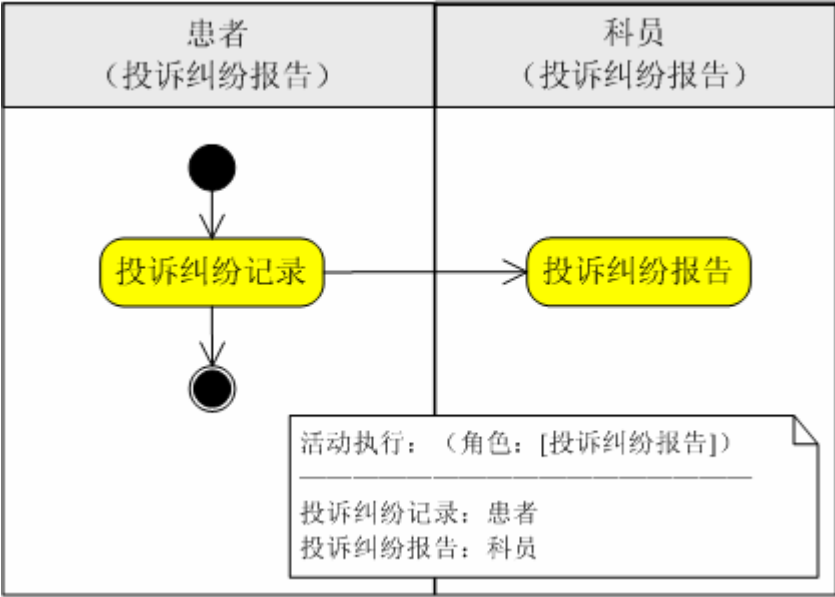 患者
（投诉纠纷报告）
科员
（投诉纠纷报告）
投诉纠纷记录
投诉纠纷报告
活动执行：（角色：[投诉纠纷报告]）
投诉纠纷记录：患者
投诉纠纷报告：科员